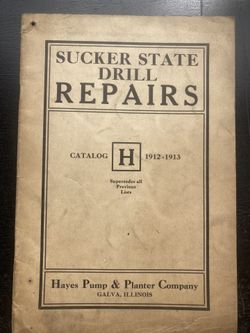 SUCKER STATE
DRILL
REPAIRS
CATALOG H 1912-1913
Supersedes all
Previous
Lists
Hayes Pump & Planter Company
GALVA, ILLINOIS